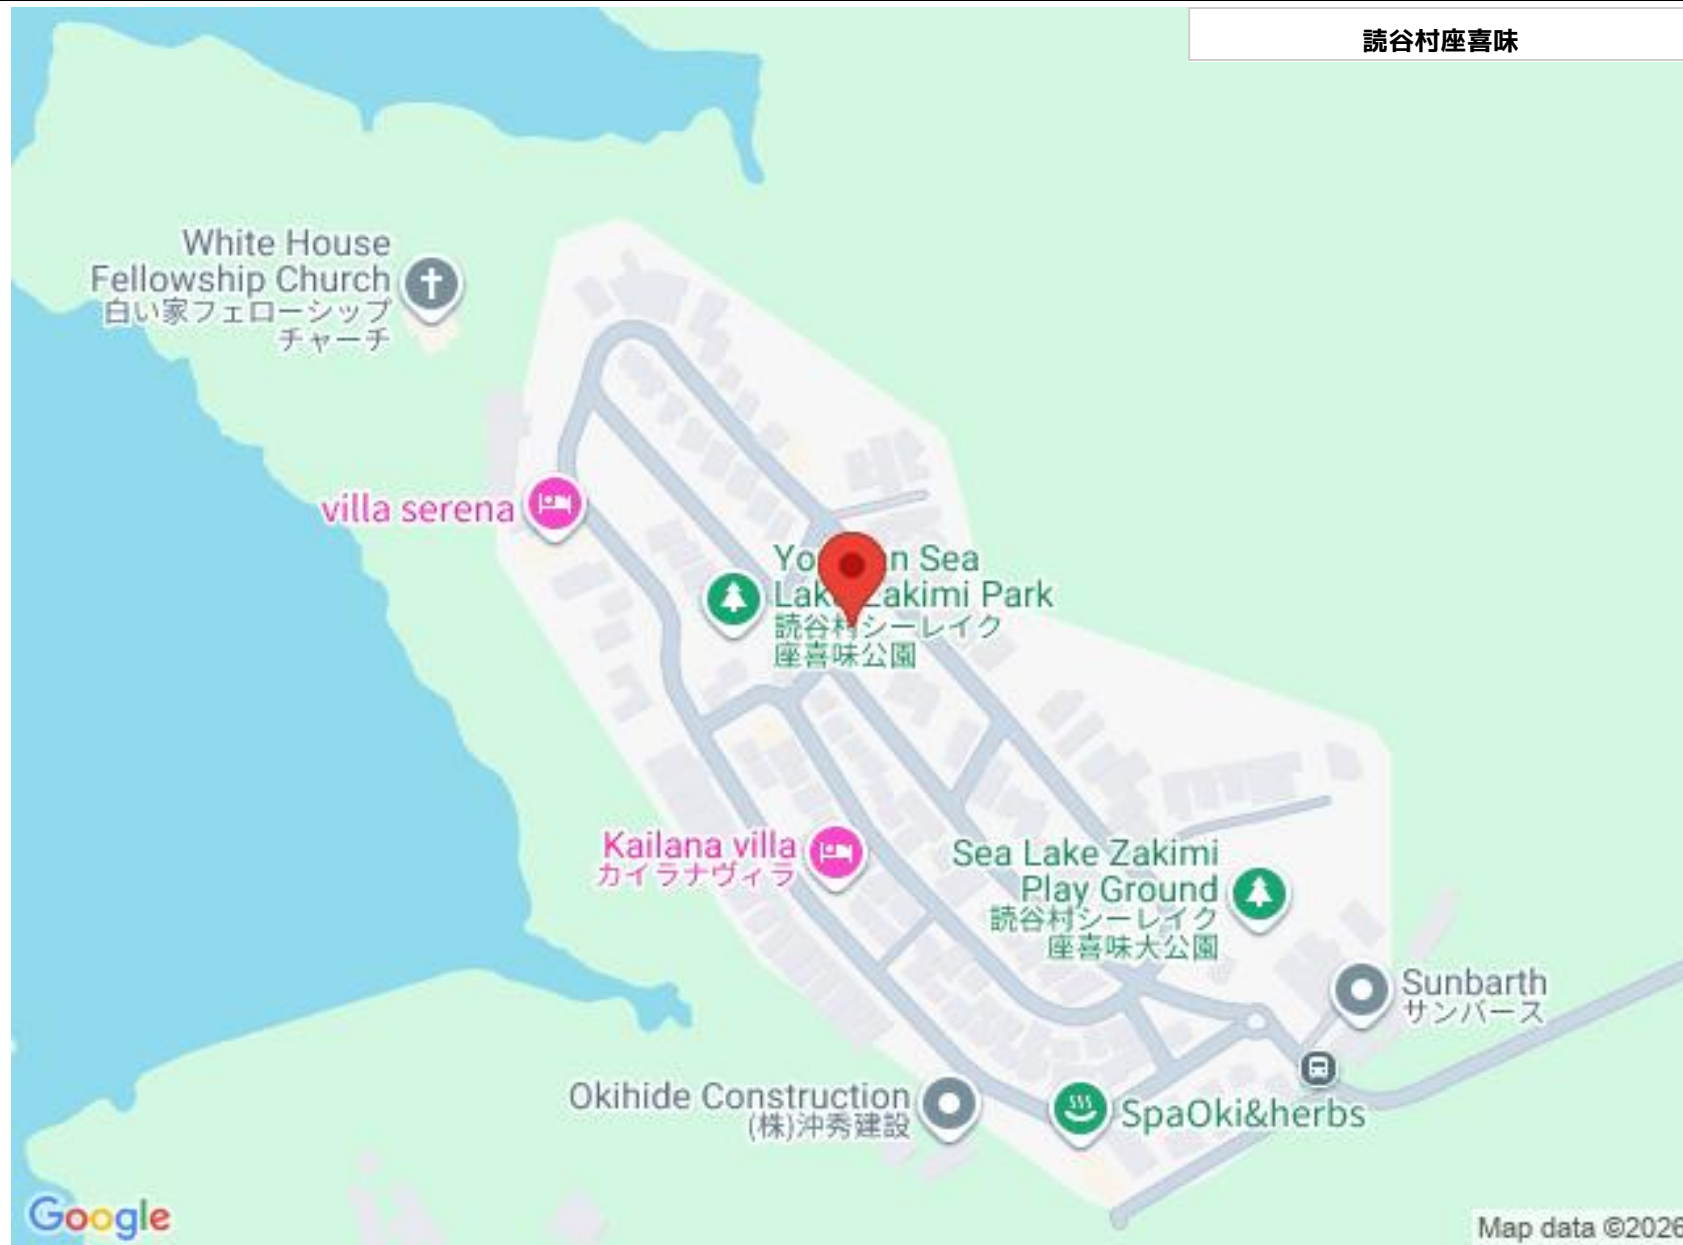 読谷村座喜味
White House
Fellowship Church
白い家フェローシップ
チャーチ
villa serena
Sea
Zakimi Park
読谷村シーレイク
座喜味公園
Kailana villa
カイラナヴィラ
Sea Lake Zakimi
Play Ground
読谷村シーレイク
座喜味大公園
Sunbarth
サンバース
Okihide Construction
(株)沖秀建設
SpaOki&herbs
Google
Map data ©2026